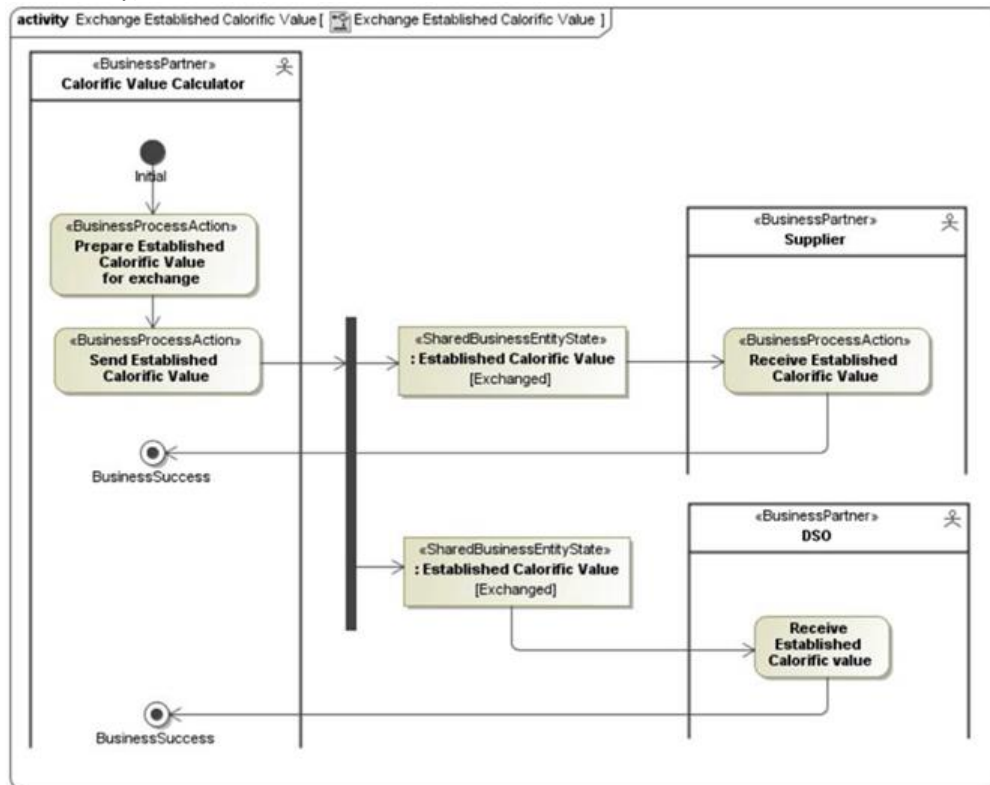 activity Exchange Established Calorific Value [ Exchange Established Calorific Value ]
«BusinessPartner»
Calorific Value Calculator
Initial
«BusinessProcessAction»
Prepare Established
Calorific Value
for exchange
«BusinessProcessAction»
Send Established
Calorific Value
«SharedBusinessEntityState»
: Established Calorific Value
[Exchanged]
«BusinessPartner»
Supplier
«BusinessProcessAction»
Receive Established
Calorific Value
BusinessSuccess
«SharedBusinessEntityState»
: Established Calorific Value
[Exchanged]
«BusinessPartner»
DSO
Receive
Established
Calorific value
BusinessSuccess